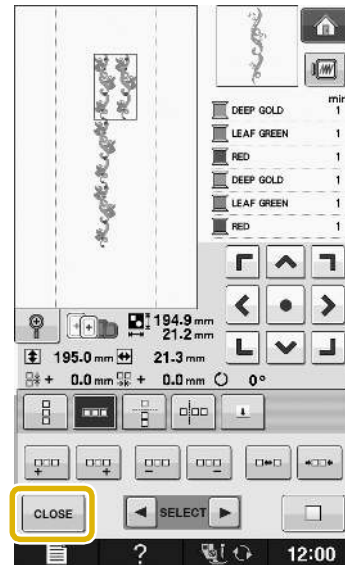 min
DEEP GOLD 1
LEAF GREEN 1
RED 1
DEEP GOLD 1
LEAF GREEN 1
RED 1
194.9 mm
21.2 mm
195.0 mm 21.3 mm
+ 0.0 mm + 0.0 mm 0°
+ + - -
CLOSE SELECT
? 12:00